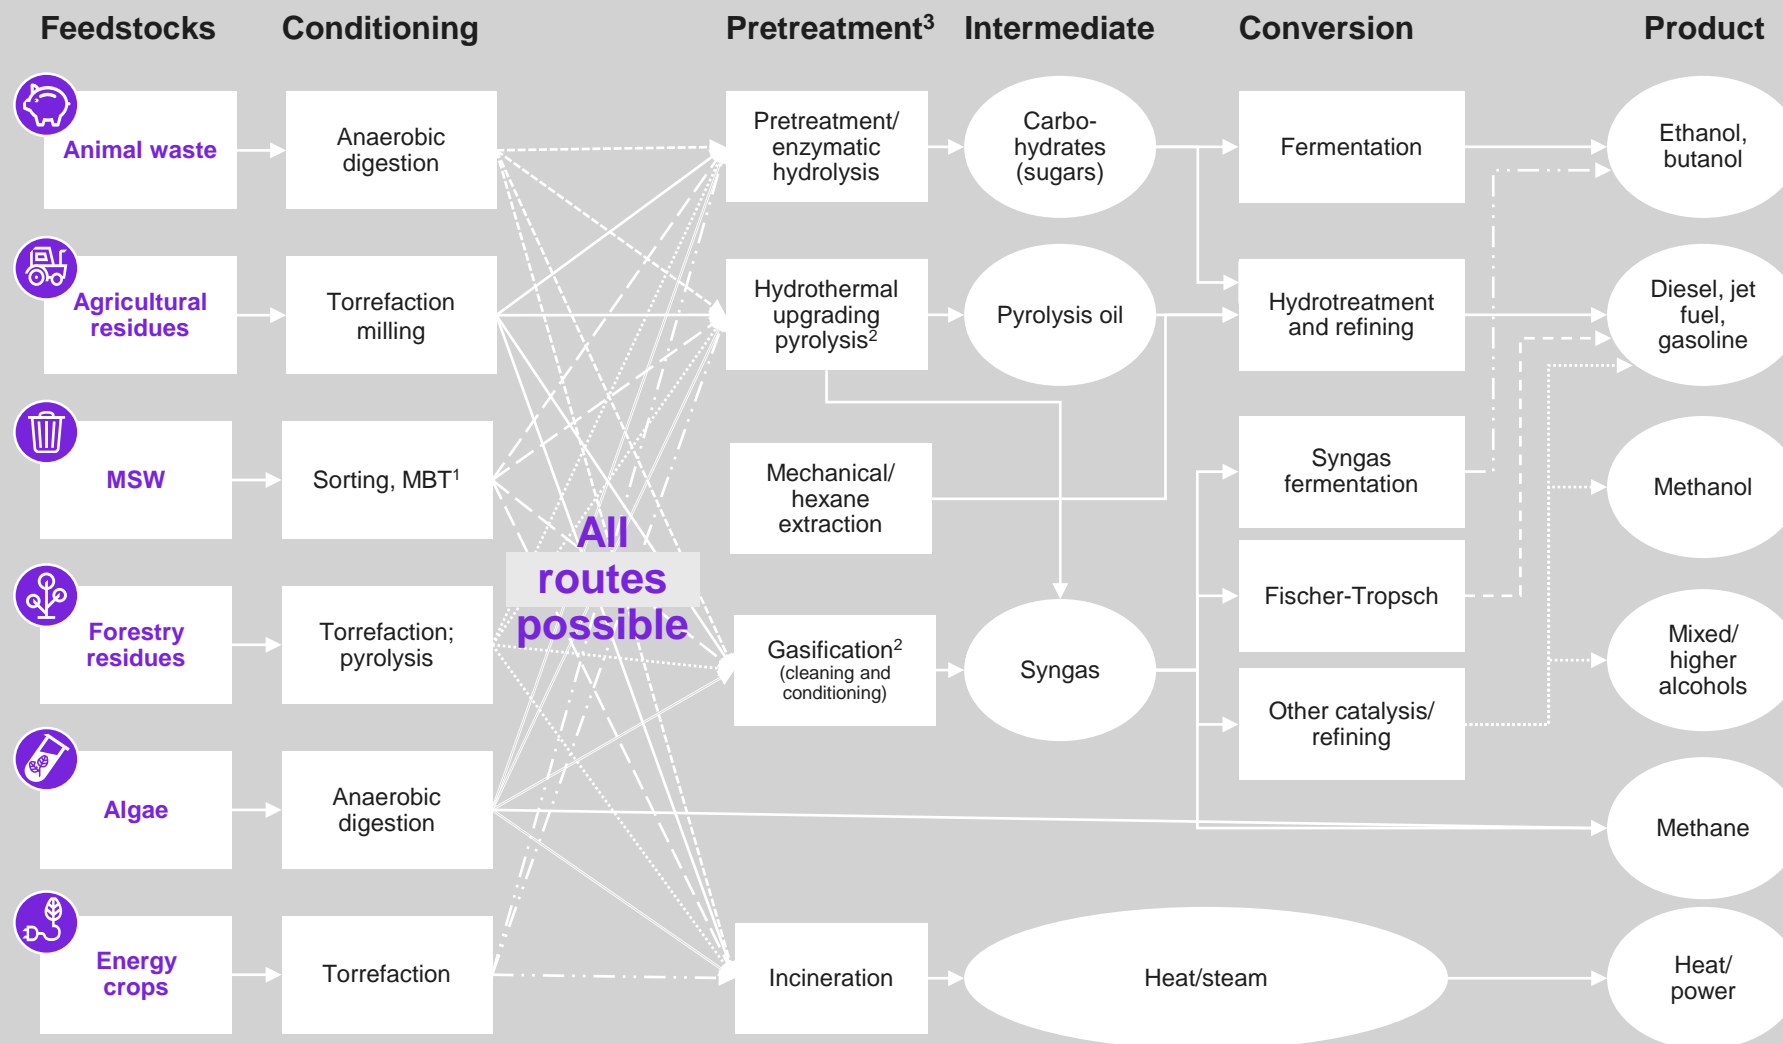 Feedstocks
Conditioning
Pretreatment³
Intermediate
Conversion
Product
Animal waste
Anaerobic
digestion
Pretreatment/
enzymatic
hydrolysis
Carbo-
hydrates
(sugars)
Fermentation
Ethanol,
butanol
Agricultural
residues
Torrefaction
milling
Hydrothermal
upgrading
pyrolysis²
Pyrolysis oil
Hydrotreatment
and refining
Diesel, jet
fuel,
gasoline
MSW
Sorting, MBT¹
Mechanical/
hexane
extraction
Syngas
fermentation
Methanol
All
routes
possible
Forestry
residues
Torrefaction;
pyrolysis
Gasification²
(cleaning and
conditioning)
Syngas
Fischer-Tropsch
Mixed/
higher
alcohols
Other catalysis/
refining
Algae
Anaerobic
digestion
Methane
Energy
crops
Torrefaction
Incineration
Heat/steam
Heat/
power